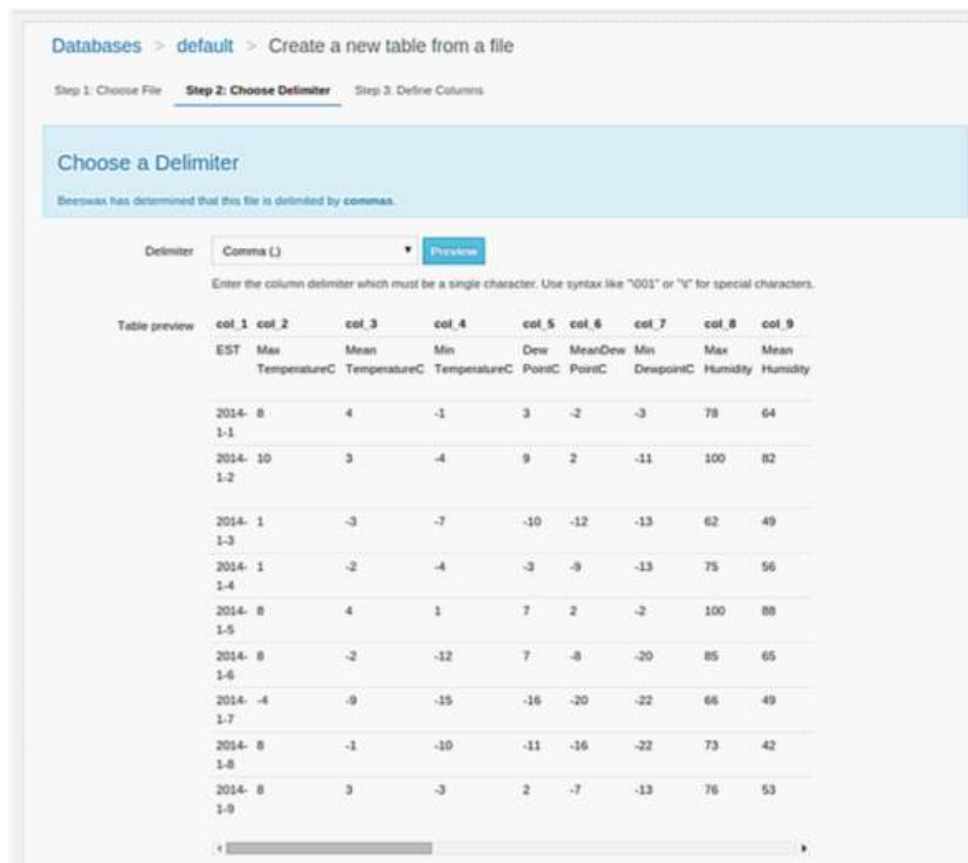 Databases > default > Create a new table from a file
Step 1: Choose File Step 2: Choose Delimiter Step 3: Define Columns
Choose a Delimiter
Beeswax has determined that this file is delimited by commas.
Delimiter Comma (,) Preview
Enter the column delimiter which must be a single character. Use syntax like "\001" or "\t" for special characters.
Table preview col_1 col_2 col_3 col_4 col_5 col_6 col_7 col_8 col_9
EST Max Mean Min Dew MeanDew Min Max Mean
TemperatureC TemperatureC TemperatureC PointC PointC DewpointC Humidity Humidity
2014- 8 4 -1 3 -2 -3 78 64
1-1
2014- 10 3 -4 9 2 -11 100 82
1-2
2014- 1 -3 -7 -10 -12 -13 62 49
1-3
2014- 1 -2 -4 -3 -9 -13 75 56
1-4
2014- 8 4 1 7 2 -2 100 88
1-5
2014- 8 -2 -12 7 -8 -20 85 65
1-6
2014- -4 -9 -15 -16 -20 -22 66 49
1-7
2014- 8 -1 -10 -11 -16 -22 73 42
1-8
2014- 8 3 -3 2 -7 -13 76 53
1-9